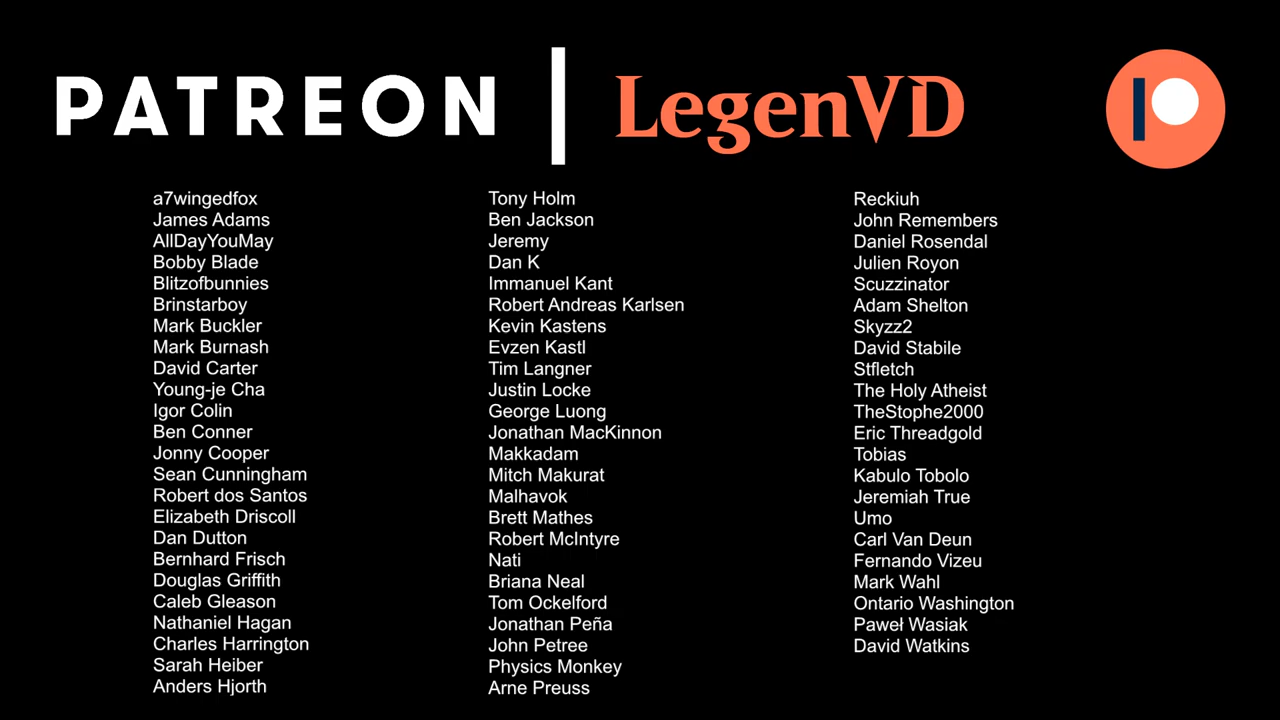 PATREON | LegenVD
a7wingedfox
James Adams
AllDayYouMay
Bobby Blade
Blitzofbunnies
Brinstarboy
Mark Buckler
Mark Burnash
David Carter
Young-je Cha
Igor Colin
Ben Conner
Jonny Cooper
Sean Cunningham
Robert dos Santos
Elizabeth Driscoll
Dan Dutton
Bernhard Frisch
Douglas Griffith
Caleb Gleason
Nathaniel Hagan
Charles Harrington
Sarah Heiber
Anders Hjorth
Tony Holm
Ben Jackson
Jeremy
Dan K
Immanuel Kant
Robert Andreas Karlsen
Kevin Kastens
Evzen Kastl
Tim Langner
Justin Locke
George Luong
Jonathan MacKinnon
Makkadam
Mitch Makurat
Malhavok
Brett Mathes
Robert McIntyre
Nati
Briana Neal
Tom Ockelford
Jonathan Peña
John Petree
Physics Monkey
Arne Preuss
Reckiuh
John Remembers
Daniel Rosendal
Julien Royon
Scuzzinator
Adam Shelton
Skyzz2
David Stabile
Stfletch
The Holy Atheist
TheStophe2000
Eric Threadgold
Tobias
Kabulo Tobolo
Jeremiah True
Umo
Carl Van Deun
Fernando Vizeu
Mark Wahl
Ontario Washington
Paweł Wasiak
David Watkins